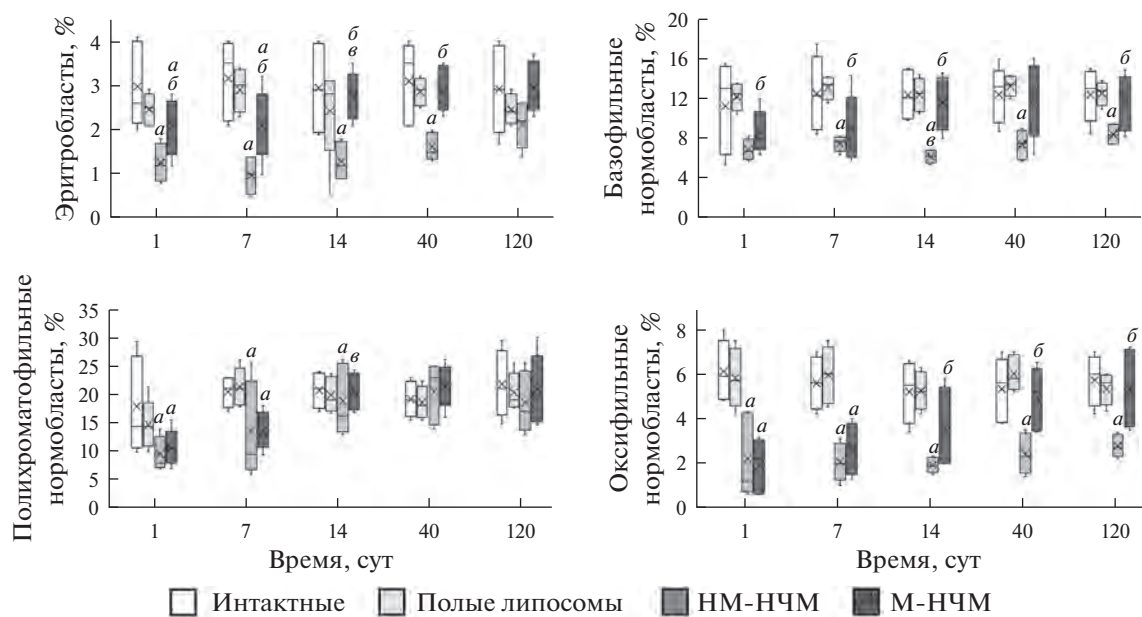 Эритробласты, %
4
3
2
1
0
а
б
а
а
б
а
б
в
а
б
а
1 7 14 40 120
Базофильные
нормобласты, %
20
16
12
8
4
0
б
б
б
а
в
б
а
б
а
1 7 14 40 120
Полихроматофильные
нормобласты, %
35
30
25
20
15
10
5
0
а
а
а
а
а
в
1 7 14 40 120
Время, сут
Оксифильные
нормобласты, %
8
6
4
2
0
а
а
а
а
б
а
б
а
б
а
1 7 14 40 120
Время, сут
Интактные Полые липосомы НМ-НЧМ М-НЧМ